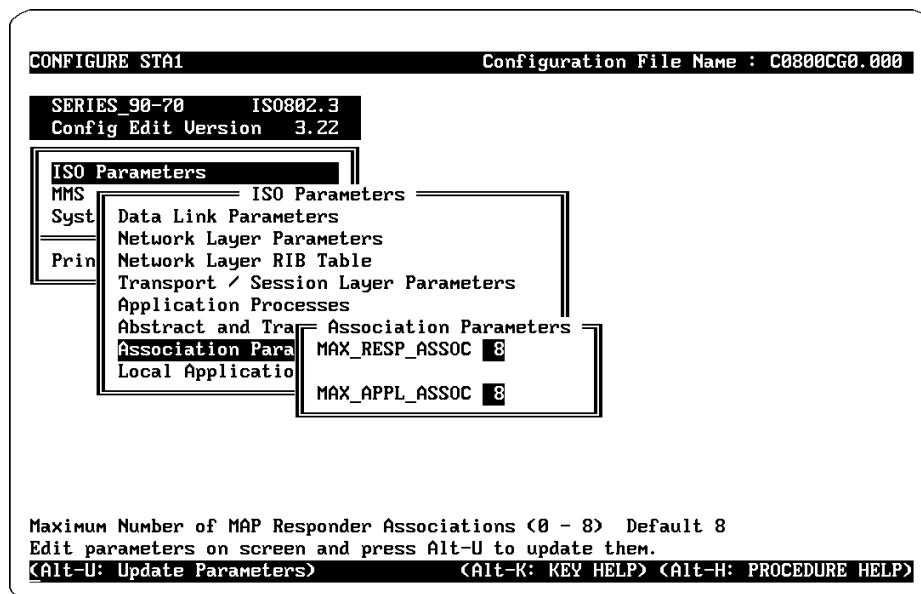 CONFIGURE STA1 Configuration File Name : C0800CG0.000
SERIES_90-70 ISO802.3
Config Edit Version 3.22
ISO Parameters
MMS
Syst
Prin
ISO Parameters
Data Link Parameters
Network Layer Parameters
Network Layer RIB Table
Transport / Session Layer Parameters
Application Processes
Abstract and Tra
Association Para
Local Applicatio
Association Parameters
MAX_RESP_ASSOC 8
MAX_APPL_ASSOC 8
Maximum Number of MAP Responder Associations (0 - 8) Default 8
Edit parameters on screen and press Alt-U to update them.
(Alt-U: Update Parameters) (Alt-K: KEY HELP) (Alt-H: PROCEDURE HELP)